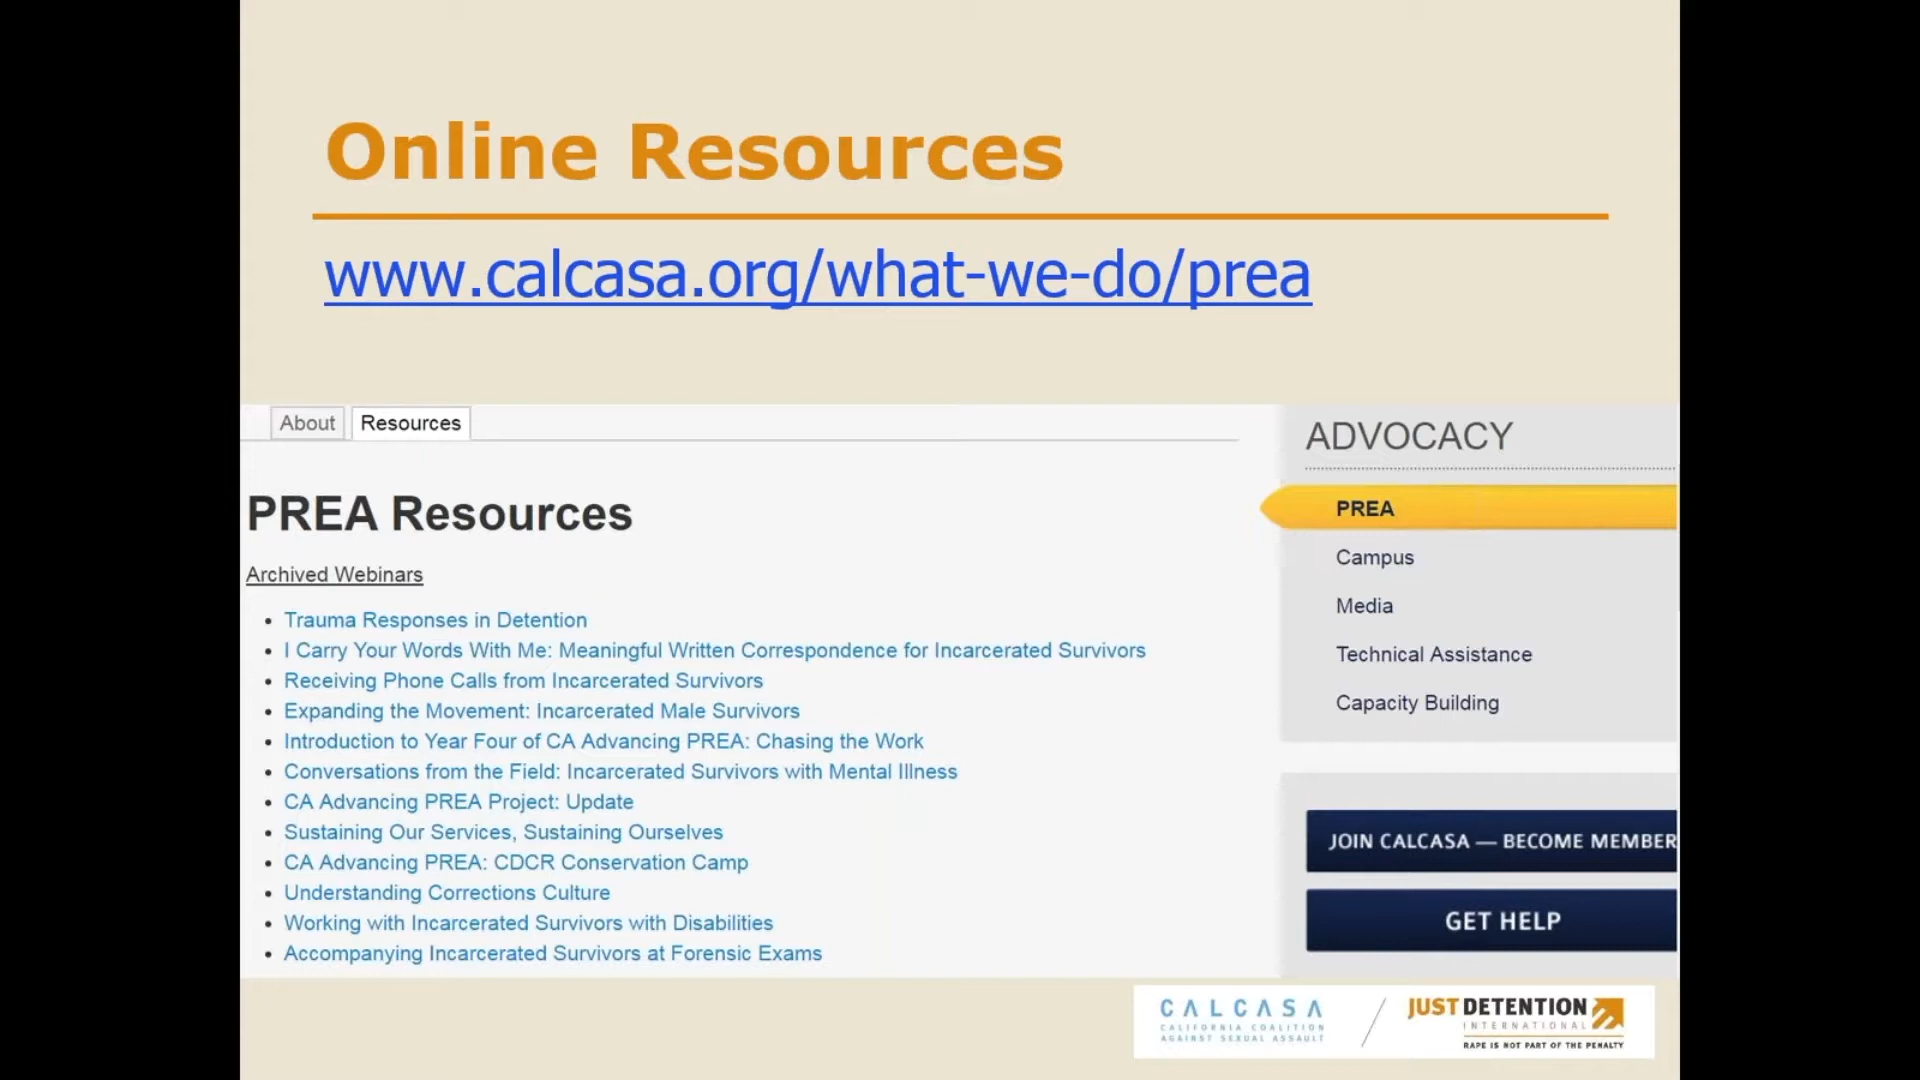 Online Resources
www.calcasa.org/what-we-do/prea
About
Resources
PREA Resources
Archived Webinars
• Trauma Responses in Detention
• I Carry Your Words With Me: Meaningful Written Correspondence for Incarcerated Survivors
• Receiving Phone Calls from Incarcerated Survivors
• Expanding the Movement: Incarcerated Male Survivors
• Introduction to Year Four of CA Advancing PREA: Chasing the Work
• Conversations from the Field: Incarcerated Survivors with Mental Illness
• CA Advancing PREA Project: Update
• Sustaining Our Services, Sustaining Ourselves
• CA Advancing PREA: CDCR Conservation Camp
• Understanding Corrections Culture
• Working with Incarcerated Survivors with Disabilities
• Accompanying Incarcerated Survivors at Forensic Exams
ADVOCACY
PREA
Campus
Media
Technical Assistance
Capacity Building
JOIN CALCASA — BECOME MEMBER
GET HELP
CALCASA
CALIFORNIA COALITION
AGAINST SEXUAL ASSAULT
JUST DETENTION
INTERNATIONAL
RAPE IS NOT PART OF THE PENALTY